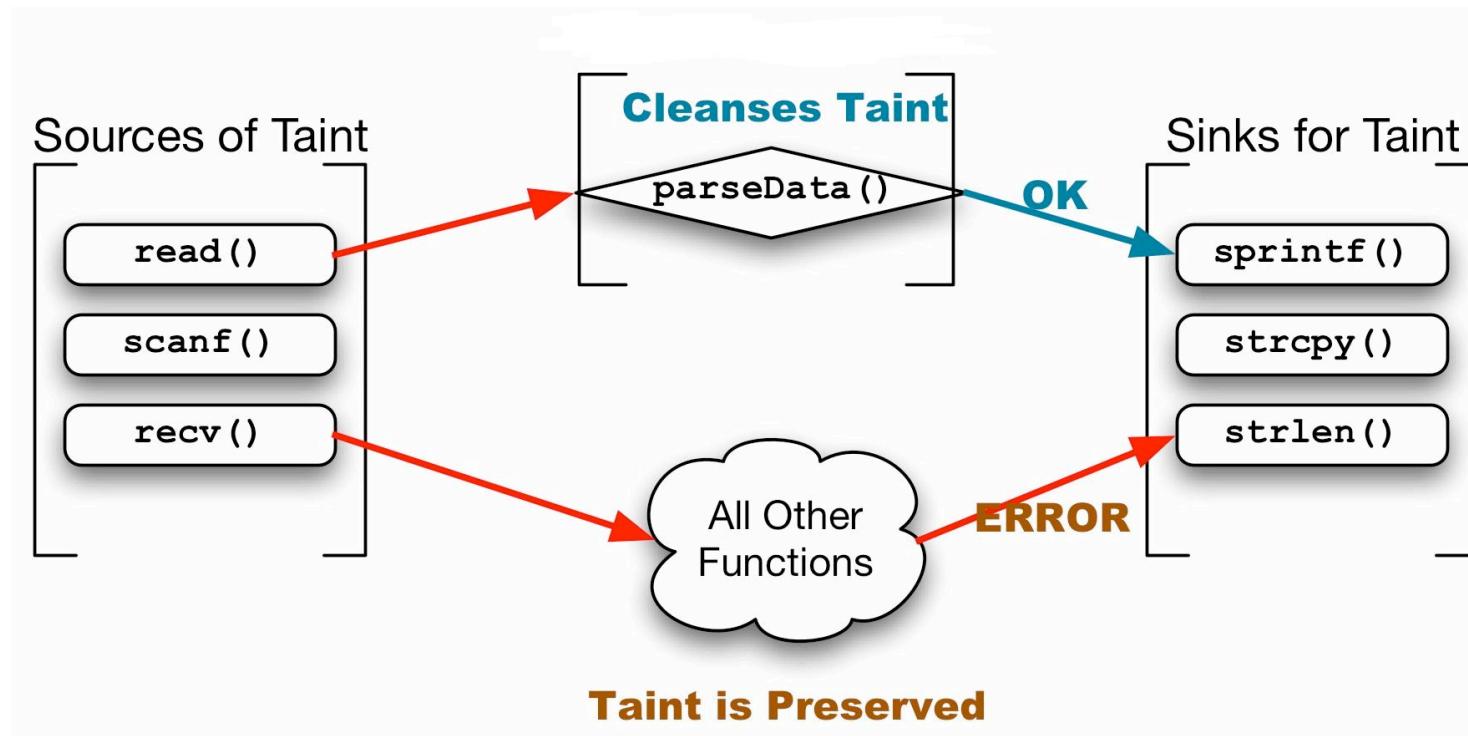 Cleanses Taint
Sources of Taint
Sinks for Taint
parseData()
OK
read()
sprintf()
scanf()
strcpy()
recv()
strlen()
All Other
Functions
ERROR
Taint is Preserved